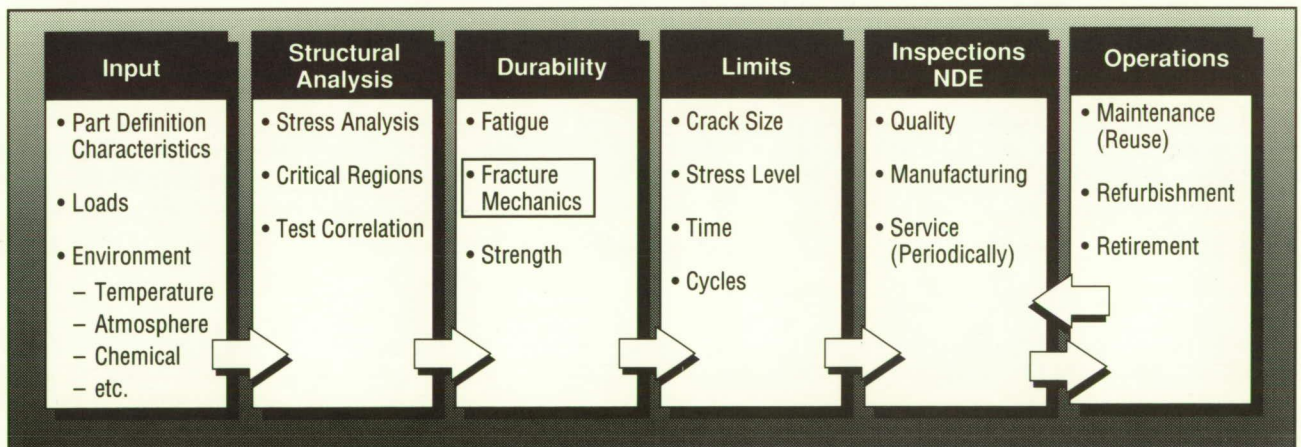 Input
• Part Definition
Characteristics
• Loads
• Environment
– Temperature
– Atmosphere
– Chemical
– etc.
Structural
Analysis
• Stress Analysis
• Critical Regions
• Test Correlation
Durability
• Fatigue
• Fracture
Mechanics
• Strength
Limits
• Crack Size
• Stress Level
• Time
• Cycles
Inspections
NDE
• Quality
• Manufacturing
• Service
(Periodically)
Operations
• Maintenance
(Reuse)
• Refurbishment
• Retirement